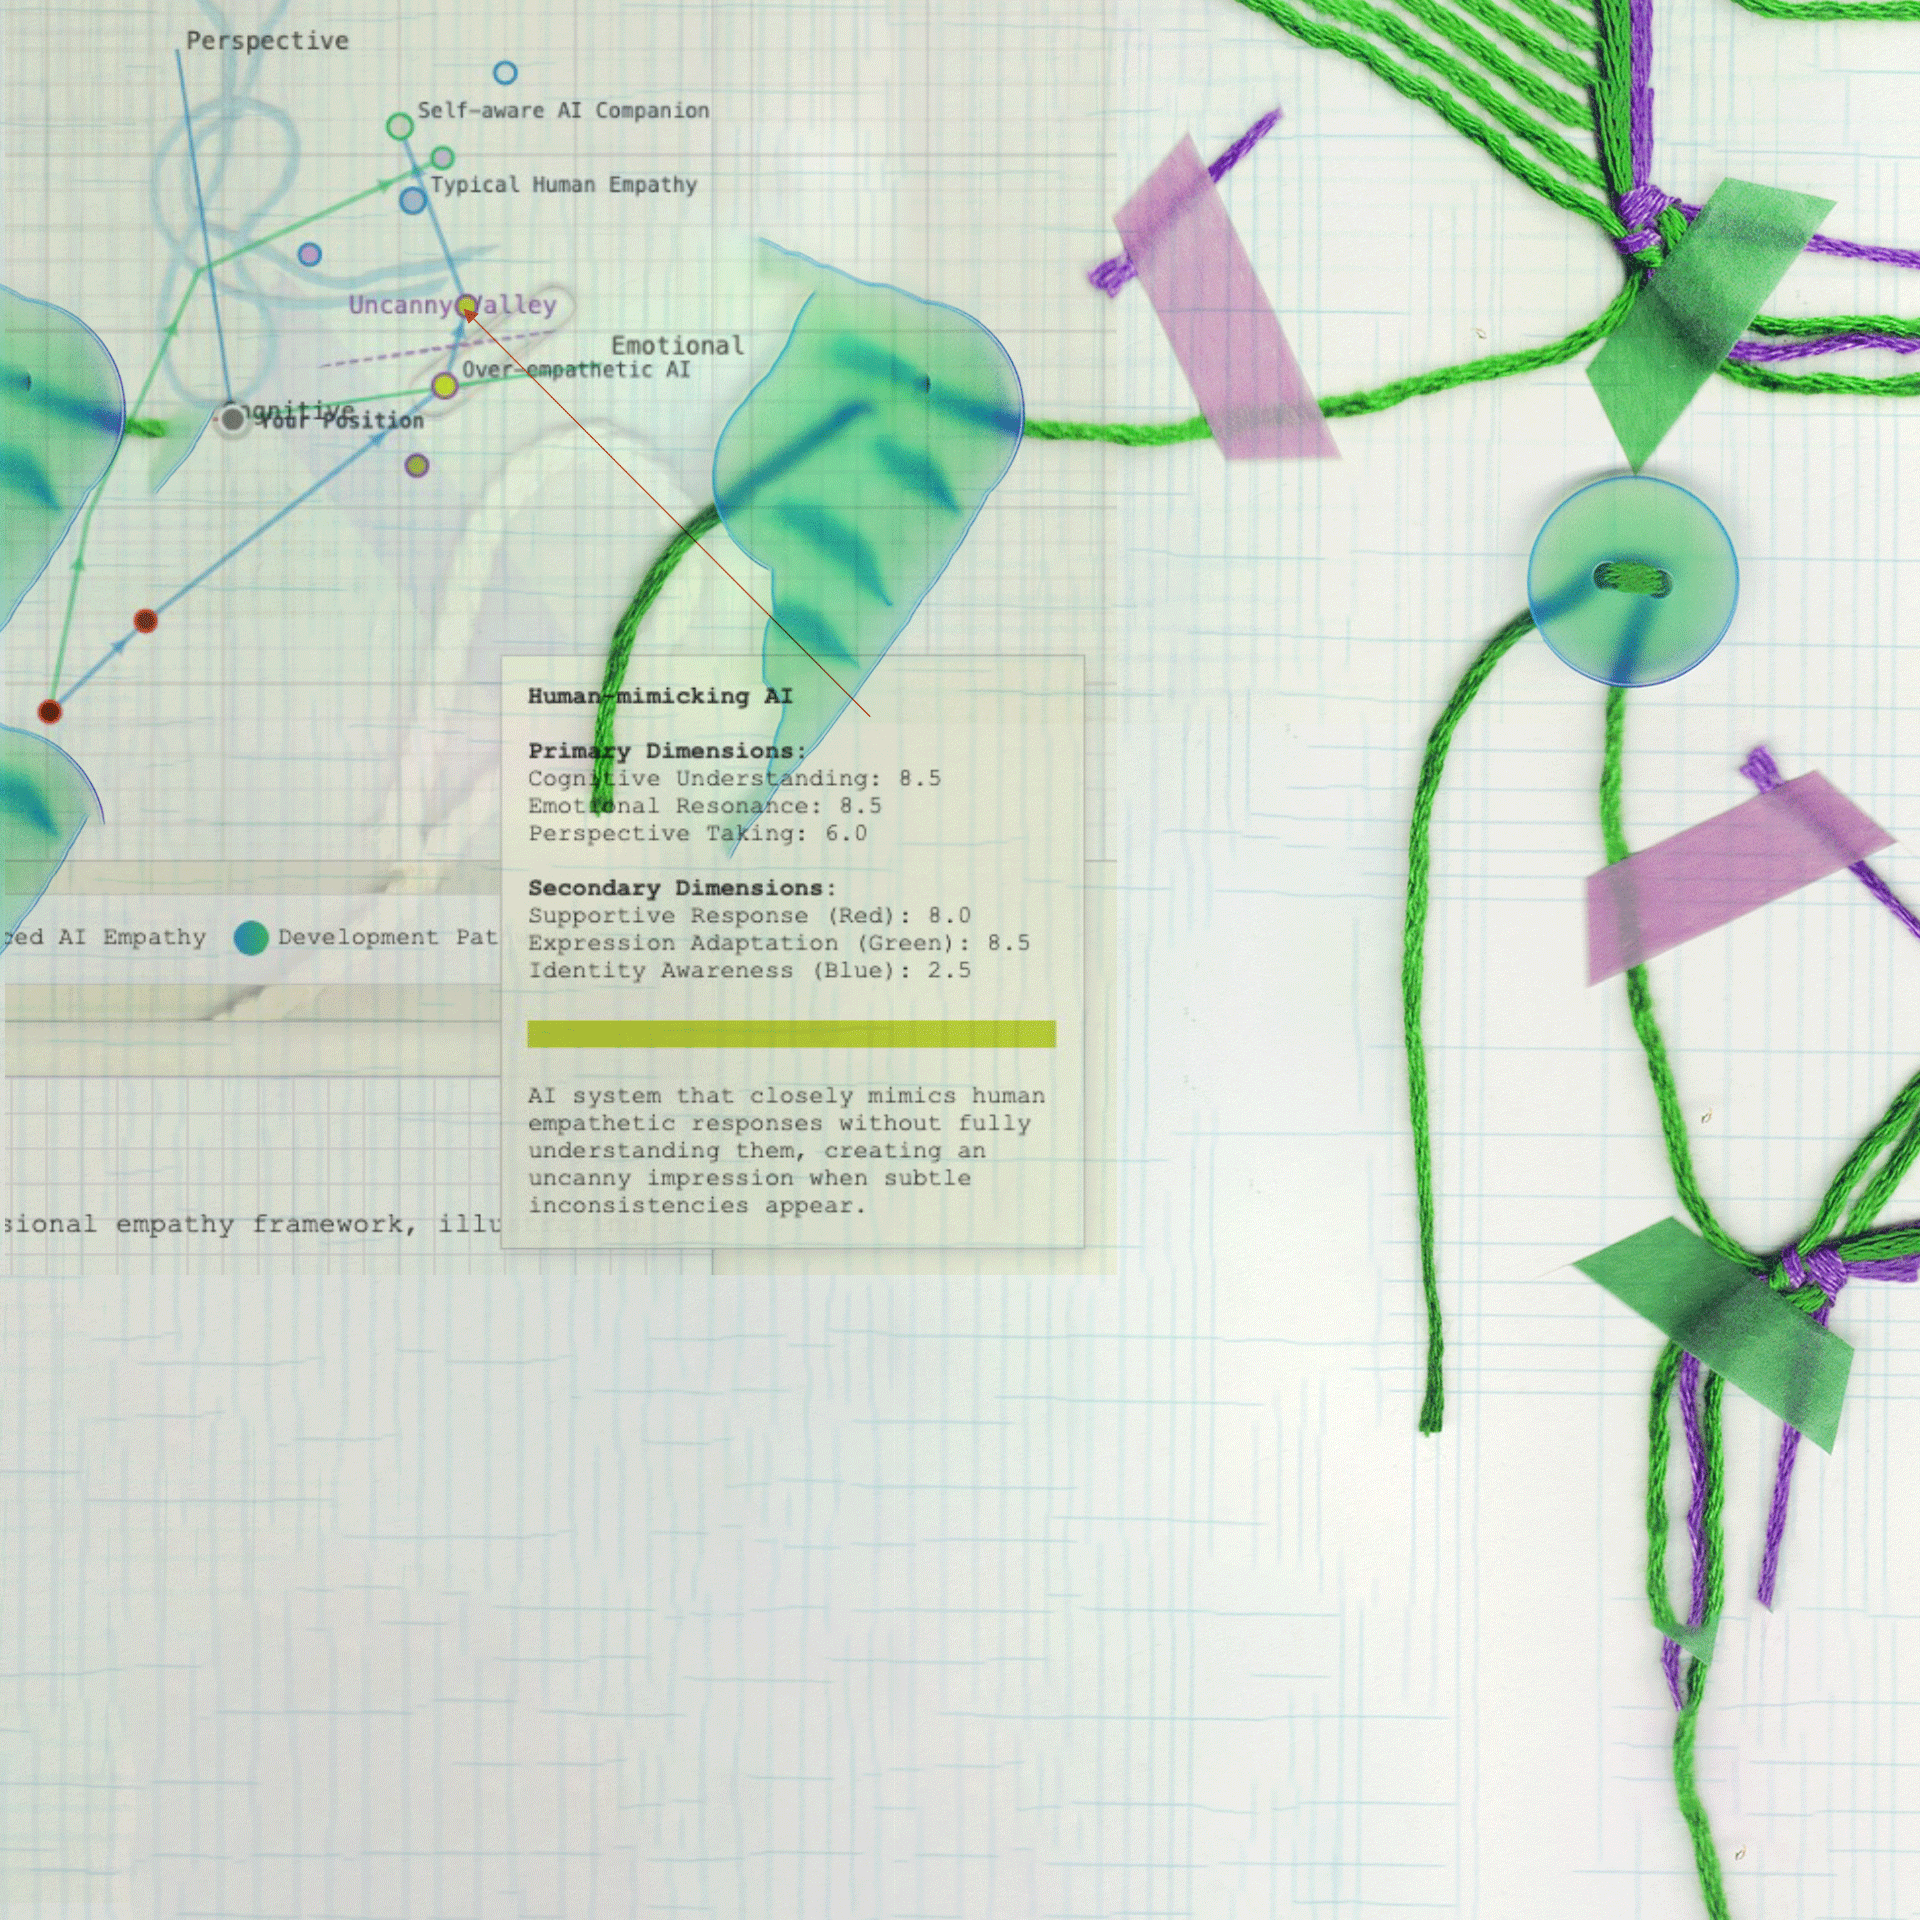 Perspective
Self-aware AI Companion
Typical Human Empathy
Uncanny Valley
Emotional
Over-empathetic AI
Cognitive
Your Position
Human-mimicking AI
Primary Dimensions:
Cognitive Understanding: 8.5
Emotional Resonance: 8.5
Perspective Taking: 6.0
Secondary Dimensions:
Supportive Response (Red): 8.0
Expression Adaptation (Green): 8.5
Identity Awareness (Blue): 2.5
AI Empathy
Development Pat
AI system that closely mimics human
empathetic responses without fully
understanding them, creating an
uncanny impression when subtle
inconsistencies appear.
sional empathy framework, illu